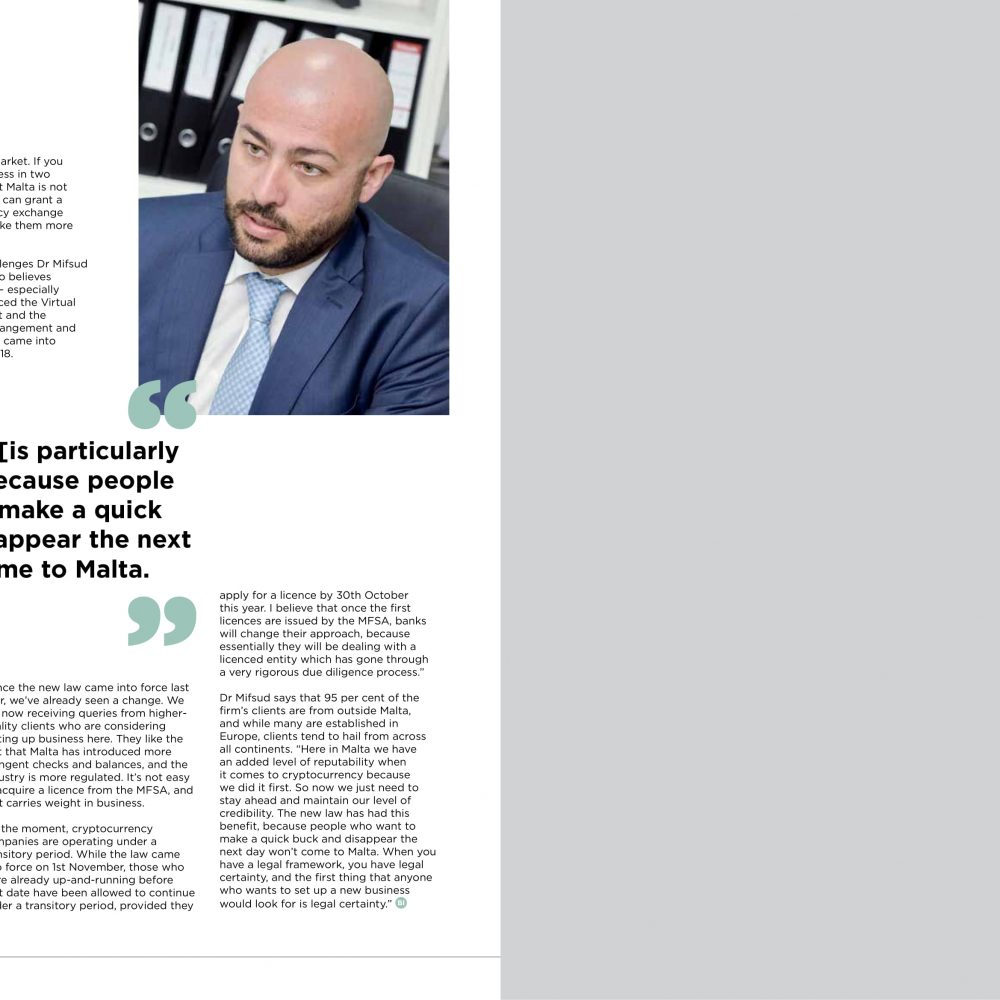 arket. If you
ess in two
t Malta is not
can grant a
cy exchange
ke them more
lenges Dr Mifsud
o believes
– especially
ced the Virtual
t and the
angement and
came into
18.
“
[is particularly
ecause people
make a quick
appear the next
me to Malta.
”
nce the new law came into force last
r, we’ve already seen a change. We
now receiving queries from higher-
ality clients who are considering
ting up business here. They like the
t that Malta has introduced more
ngent checks and balances, and the
ustry is more regulated. It’s not easy
acquire a licence from the MFSA, and
t carries weight in business.
the moment, cryptocurrency
mpanies are operating under a
nsitory period. While the law came
o force on 1st November, those who
re already up-and-running before
t date have been allowed to continue
der a transitory period, provided they
apply for a licence by 30th October
this year. I believe that once the first
licences are issued by the MFSA, banks
will change their approach, because
essentially they will be dealing with a
licenced entity which has gone through
a very rigorous due diligence process.”
Dr Mifsud says that 95 per cent of the
firm’s clients are from outside Malta,
and while many are established in
Europe, clients tend to hail from across
all continents. “Here in Malta we have
an added level of reputability when
it comes to cryptocurrency because
we did it first. So now we just need to
stay ahead and maintain our level of
credibility. The new law has had this
benefit, because people who want to
make a quick buck and disappear the
next day won’t come to Malta. When you
have a legal framework, you have legal
certainty, and the first thing that anyone
who wants to set up a new business
would look for is legal certainty.” BI